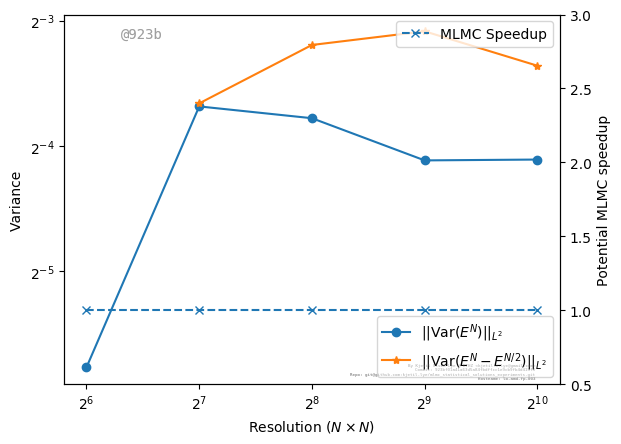 @923b
MLMC Speedup
2^{-3}
2^{-4}
2^{-5}
Variance
3.0
2.5
2.0
1.5
1.0
0.5
Potential MLMC speedup
||Var(E^N)||_{L^2}
||Var(E^N − E^{N/2})||_{L^2}
2^6 2^7 2^8 2^9 2^{10}
Resolution (N × N)